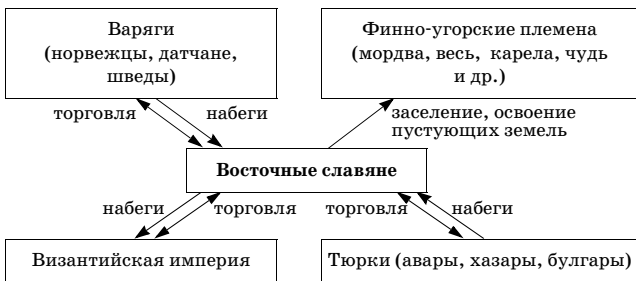 Варяги
(норвежцы, датчане,
шведы)
Финно-угорские племена
(мордва, весь, карела, чудь
и др.)
торговля
набеги
заселение, освоение
пустующих земель
Восточные славяне
набеги
торговля
торговля
набеги
Византийская империя
Тюрки (авары, хазары, булгары)